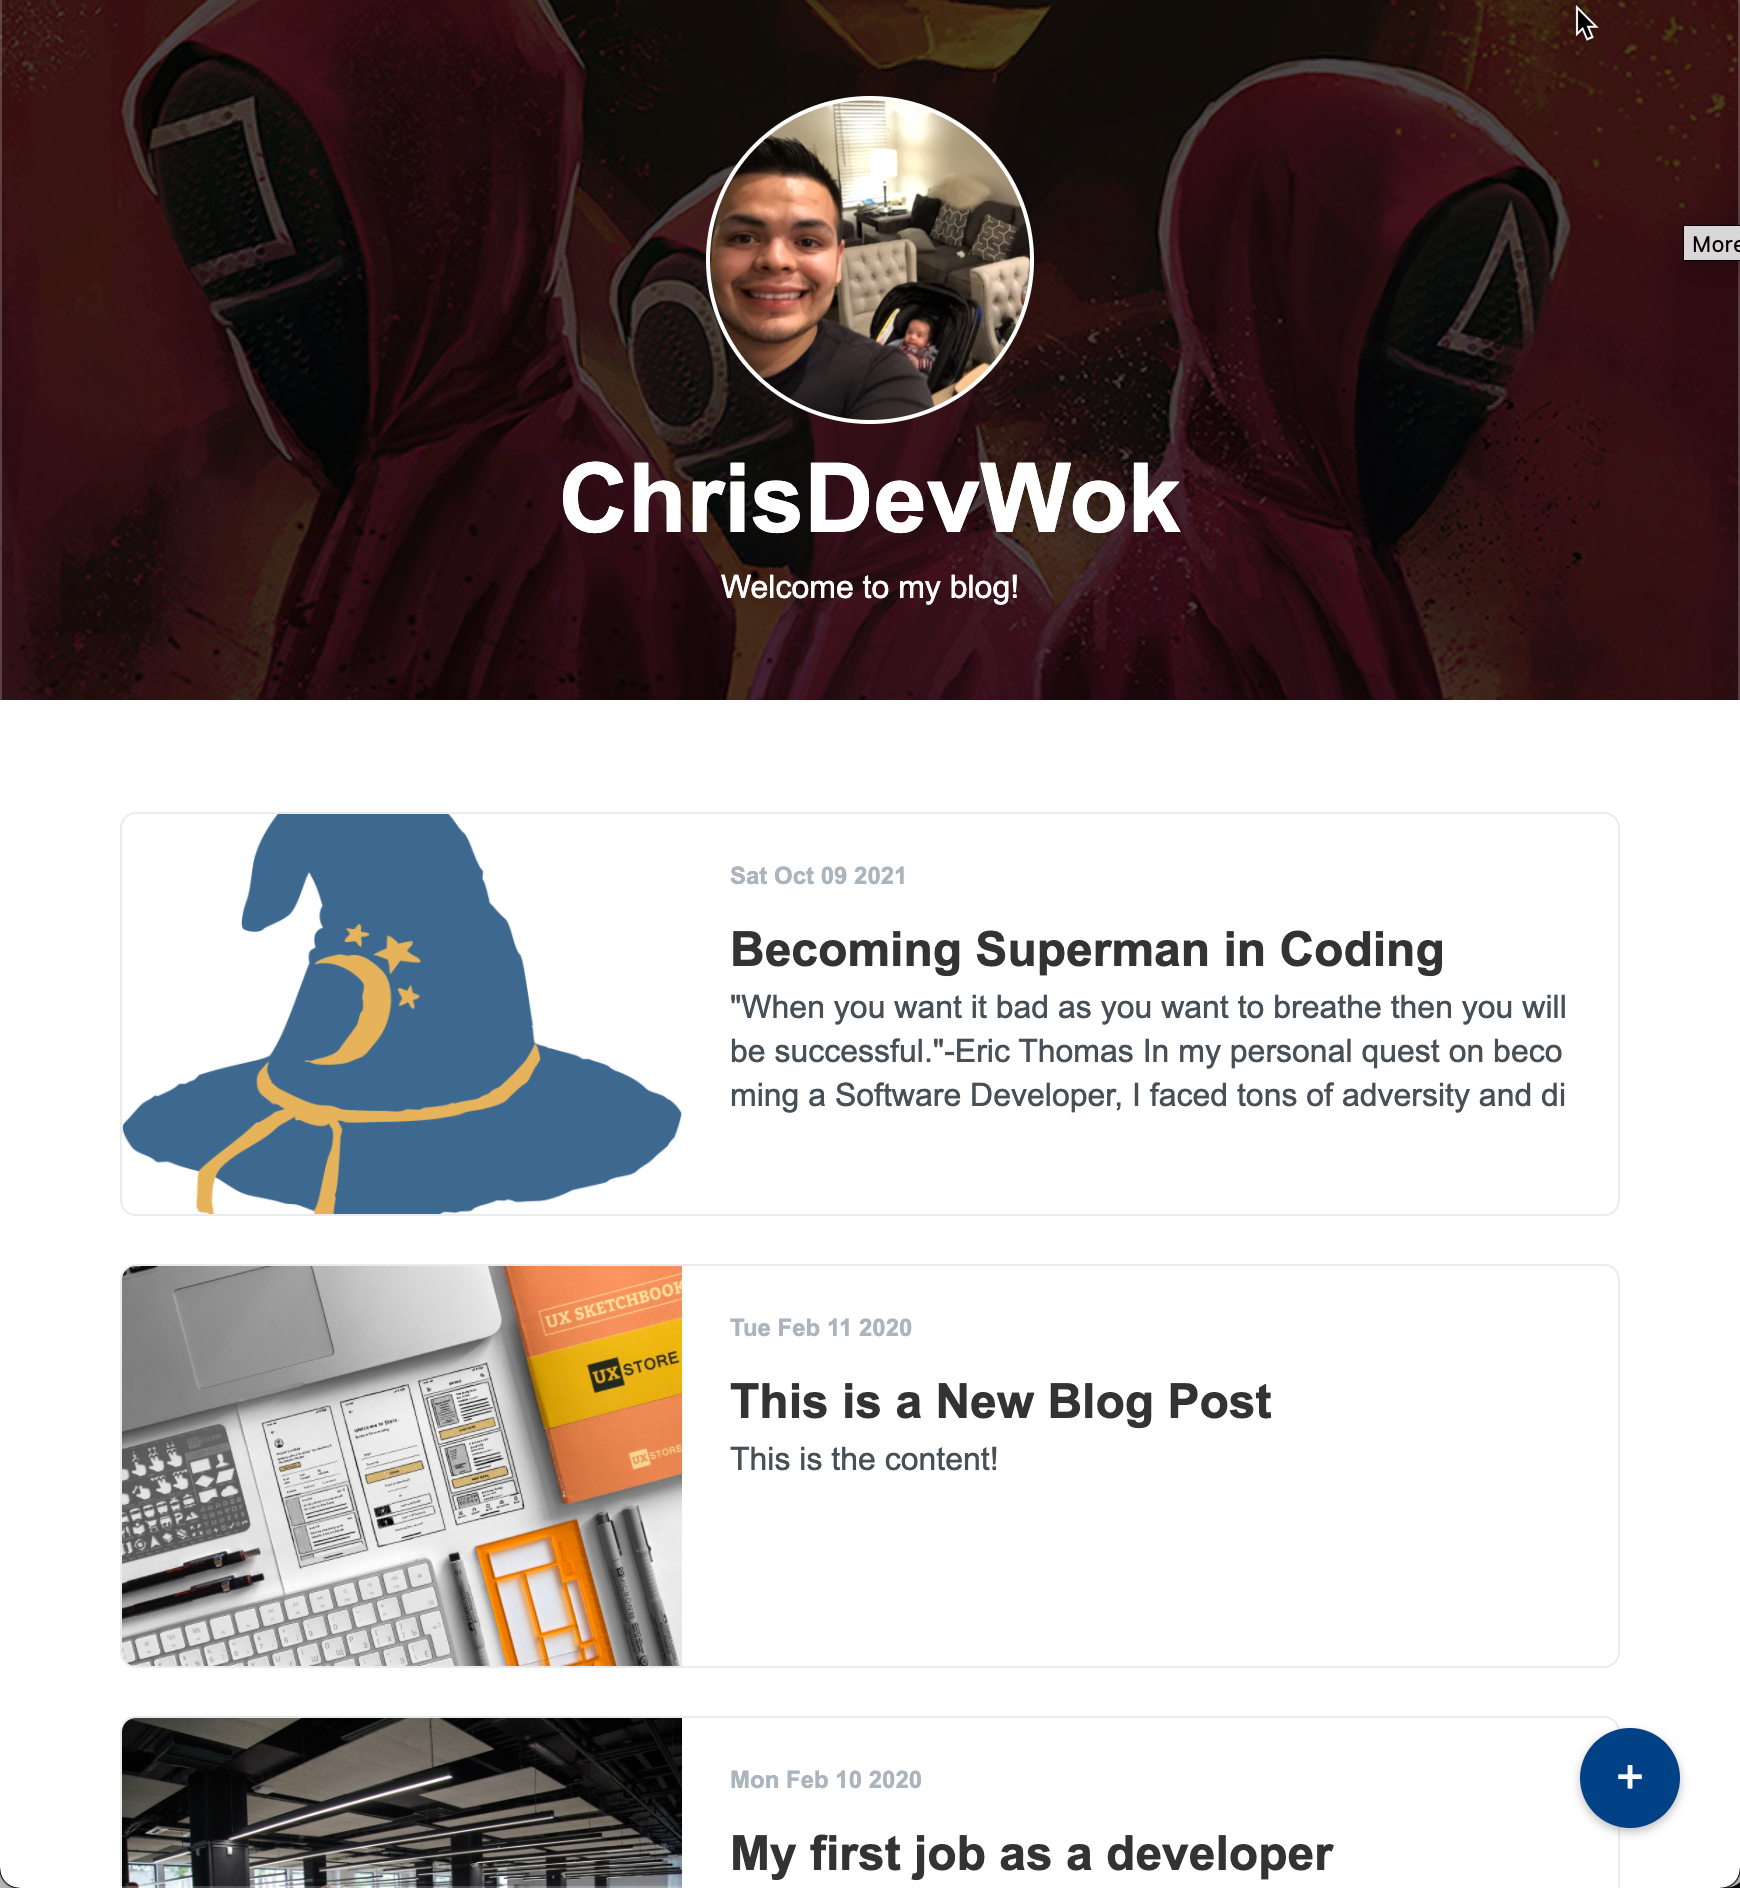 More
ChrisDevWok
Welcome to my blog!
Sat Oct 09 2021
Becoming Superman in Coding
"When you want it bad as you want to breathe then you will
be successful."-Eric Thomas In my personal quest on beco
ming a Software Developer, I faced tons of adversity and di
UX SKETCHBOOK
UX STORE
UX STORE
Tue Feb 11 2020
This is a New Blog Post
This is the content!
Mon Feb 10 2020
My first job as a developer
+